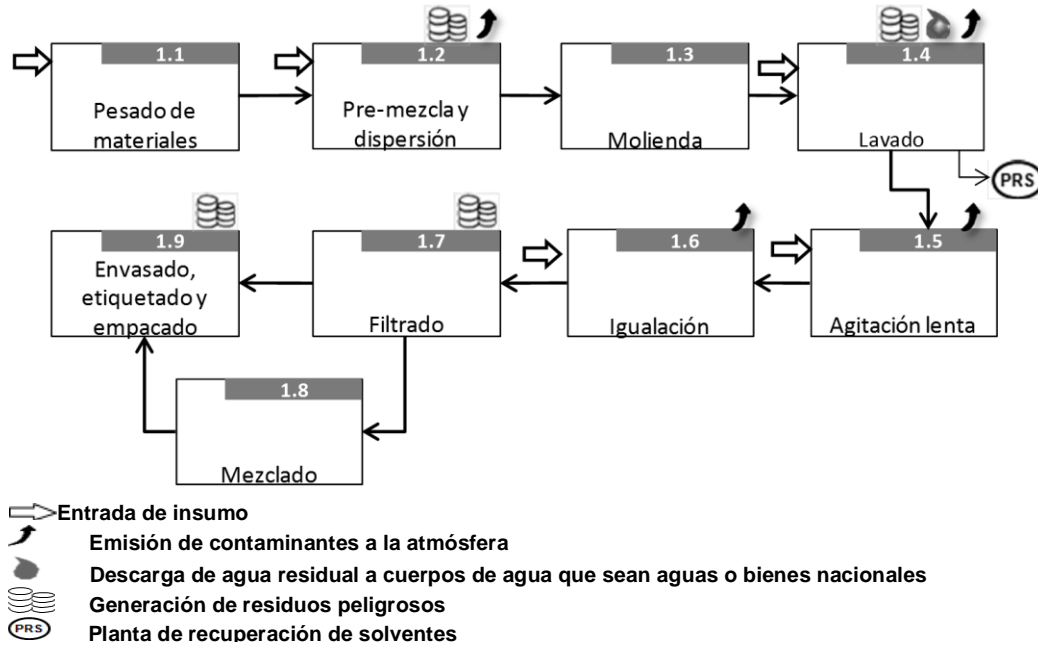 1.1
Pesado de
materiales
1.2
Pre-mezcla y
dispersión
1.3
Molienda
1.4
Lavado
PRS
1.9
Envasado,
etiquetado y
empacado
1.7
Filtrado
1.6
Igualación
1.5
Agitación lenta
1.8
Mezclado
Entrada de insumo
Emisión de contaminantes a la atmósfera
Descarga de agua residual a cuerpos de agua que sean aguas o bienes nacionales
Generación de residuos peligrosos
PRS Planta de recuperación de solventes